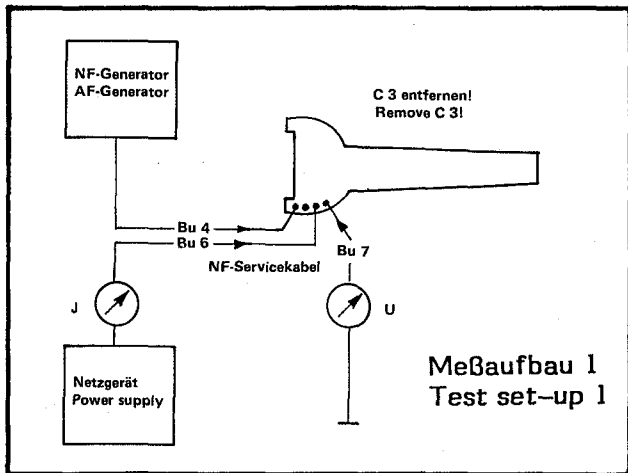 NF-Generator
AF-Generator
C 3 entfernen!
Remove C 3!
Bu 4
Bu 6
Bu 7
NF-Servicekabel
J
U
Netzgerät
Power supply
Meßaufbau 1
Test set-up 1